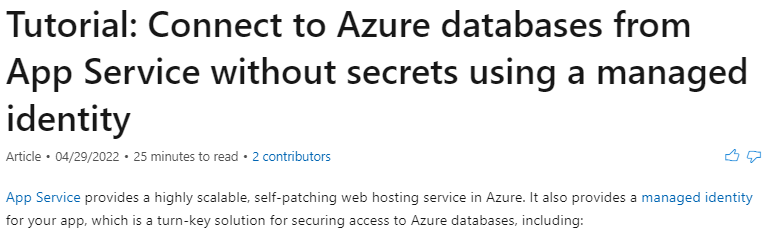 Tutorial: Connect to Azure databases from
App Service without secrets using a managed
identity
Article • 04/29/2022 • 25 minutes to read • 2 contributors
App Service provides a highly scalable, self-patching web hosting service in Azure. It also provides a managed identity
for your app, which is a turn-key solution for securing access to Azure databases, including: